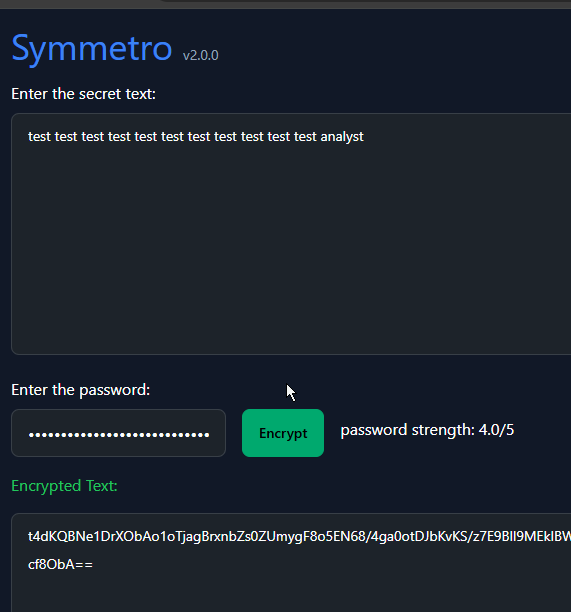 Symmetro v2.0.0
Enter the secret text:
test test test test test test test test test test test analyst
Enter the password:
Encrypt
password strength: 4.0/5
Encrypted Text:
t4dKQBNe1DrXObAo1oTjagBrxnbZs0ZUmygF8o5EN68/4ga0otDJbKvKS/z7E9BIl9MEkIBW
cf8ObA==